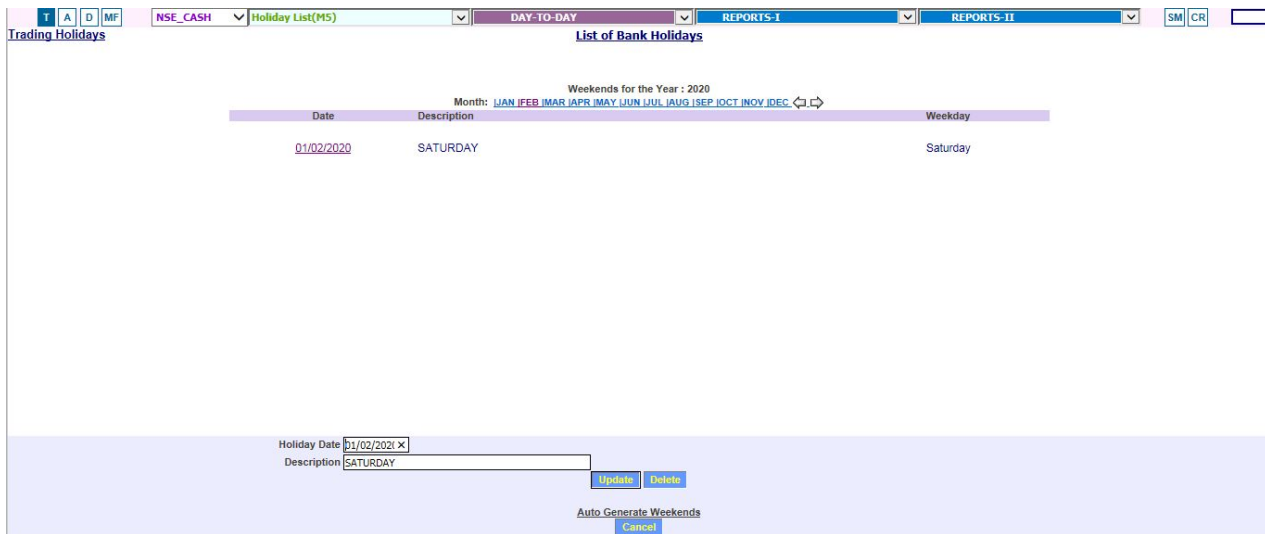 T A D MF NSE_CASH Holiday List(M5) DAY-TO-DAY REPORTS-I REPORTS-II SM CR
Trading Holidays List of Bank Holidays
Weekends for the Year : 2020
Month: |JAN |FEB |MAR |APR |MAY |JUN |JUL |AUG |SEP |OCT |NOV |DEC
Date Description Weekday
01/02/2020 SATURDAY Saturday
Holiday Date 01/02/202
Description SATURDAY
Update Delete
Auto Generate Weekends
Cancel